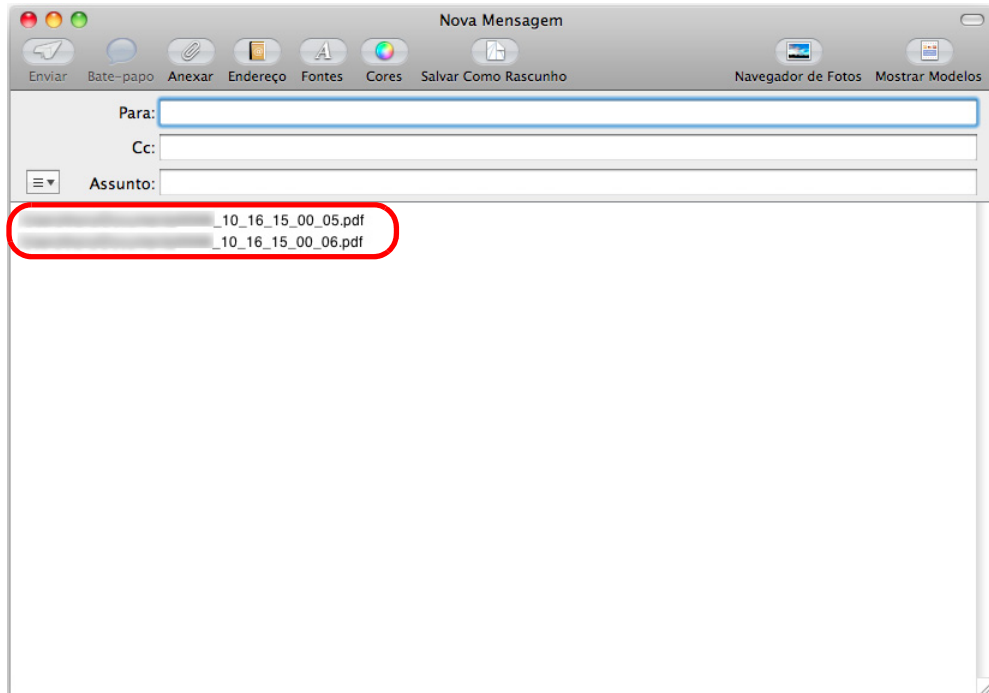 Nova Mensagem
Enviar Bate-papo Anexar Endereço Fontes Cores Salvar Como Rascunho Navegador de Fotos Mostrar Modelos
Para:
Cc:
Assunto:
_10_16_15_00_05.pdf
_10_16_15_00_06.pdf